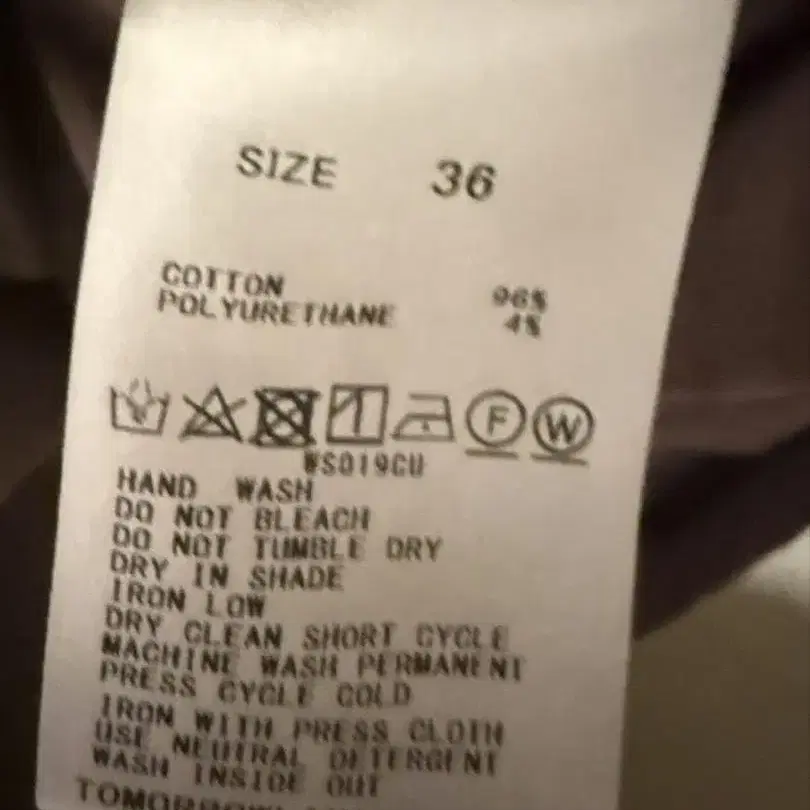 SIZE 36
COTTON 96%
POLYURETHANE 4%
F W
WS019CU
HAND WASH
DO NOT BLEACH
DO NOT TUMBLE DRY
DRY IN SHADE
IRON LOW
DRY CLEAN SHORT CYCLE
MACHINE WASH PERMANENT
PRESS CYCLE COLD
IRON WITH PRESS CLOTH
USE NEUTRAL DETERGENT
WASH INSIDE OUT